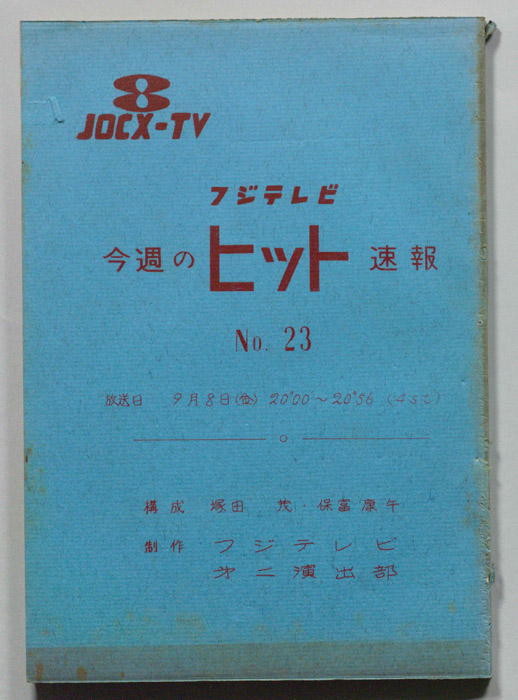 8
JOCX-TV
フジテレビ
今週のヒット速報
No. 23
放送日 9月8日(金) 20°00′~20°56
構成 塚田 茂・保富康午
制作 フジテレビ
第二演出部